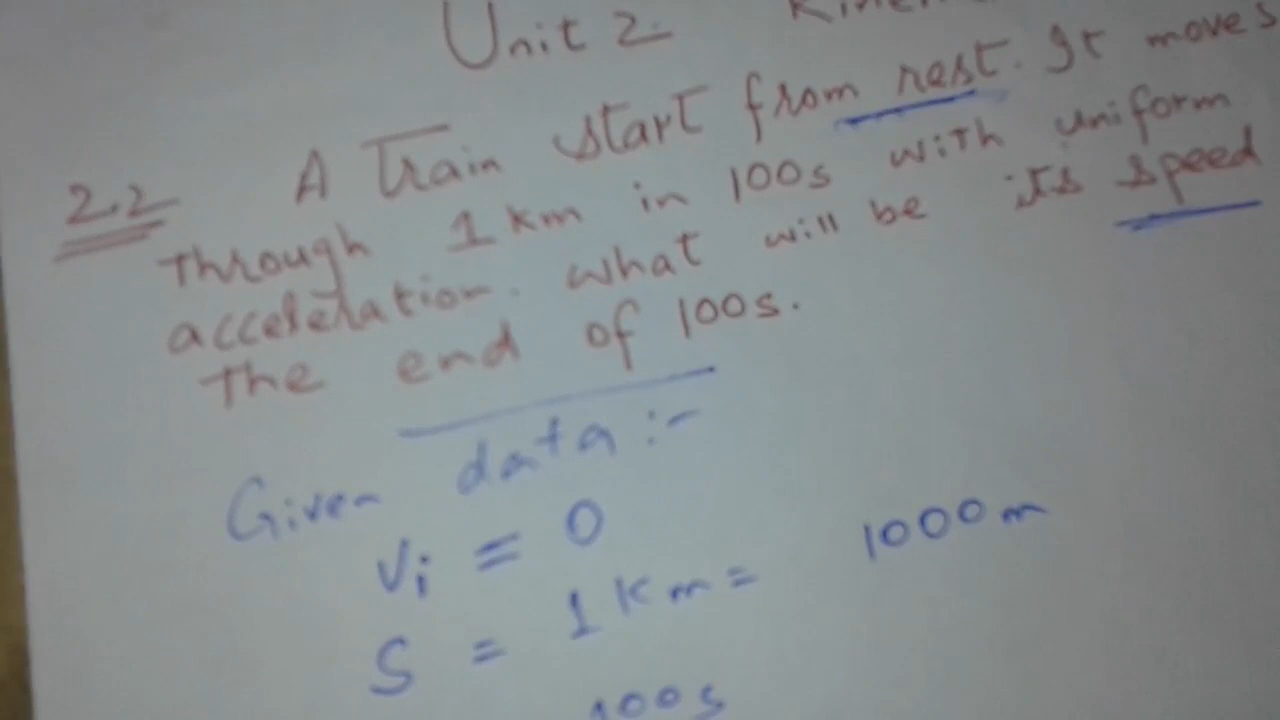 Unit 2
2.2 A Train start from rest. It moves
through 1 km in 100s with uniform
acceleration. what will be its speed
the end of 100s.
Given data :-
Vi = 0
S = 1 Km = 1000m
100s